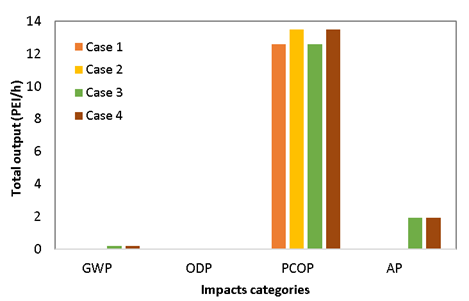 14
12
10
8
6
4
2
0
Total output (PEI/h)
Case 1
Case 2
Case 3
Case 4
GWP ODP PCOP AP
Impacts categories